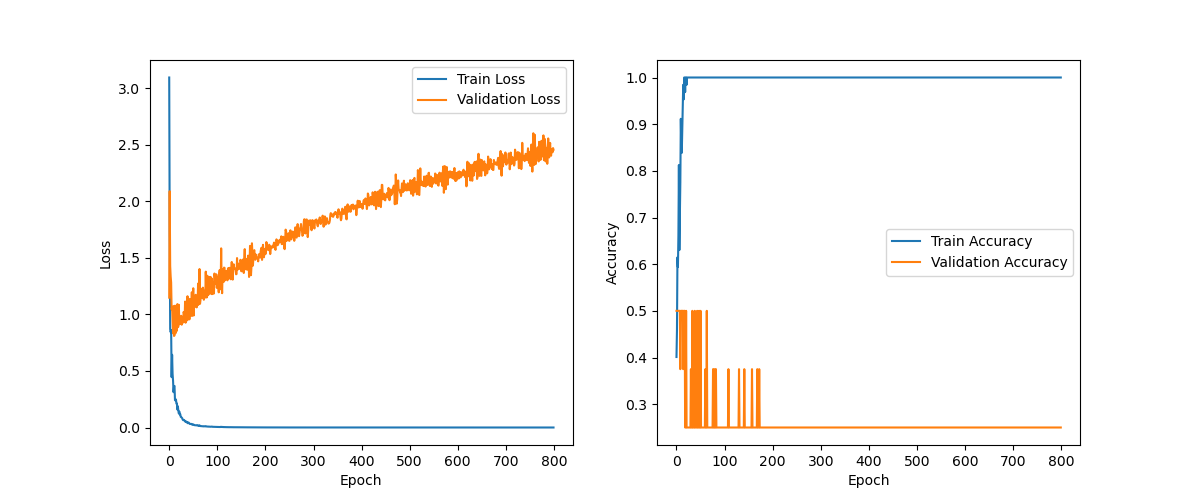 3.0
2.5
2.0
1.5
1.0
0.5
0.0
Loss
Train Loss
Validation Loss
0 100 200 300 400 500 600 700 800
Epoch
1.0
0.9
0.8
0.7
0.6
0.5
0.4
0.3
Accuracy
Train Accuracy
Validation Accuracy
0 100 200 300 400 500 600 700 800
Epoch